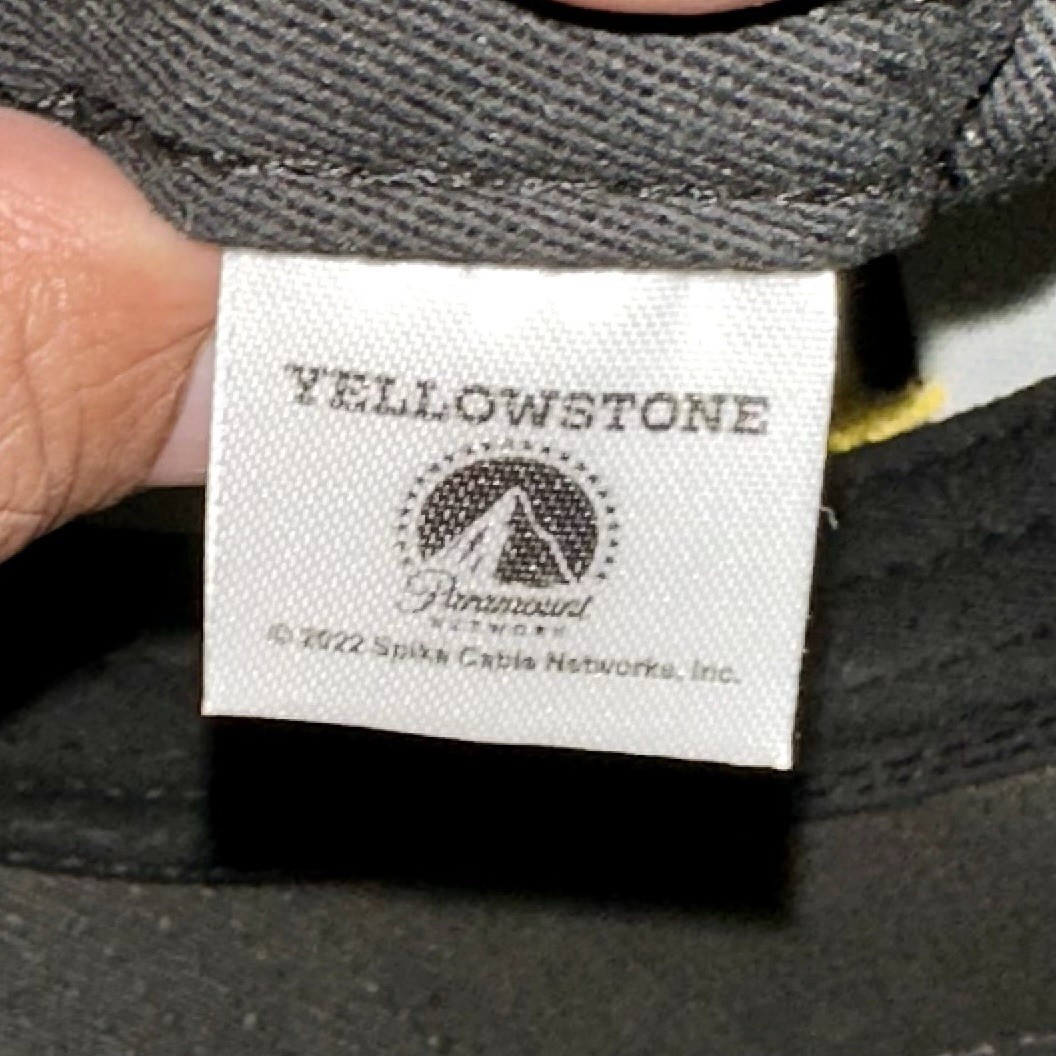 YELLOWSTONE
Paramount
NETWORK
© 2022 Spike Cable Networks, Inc.